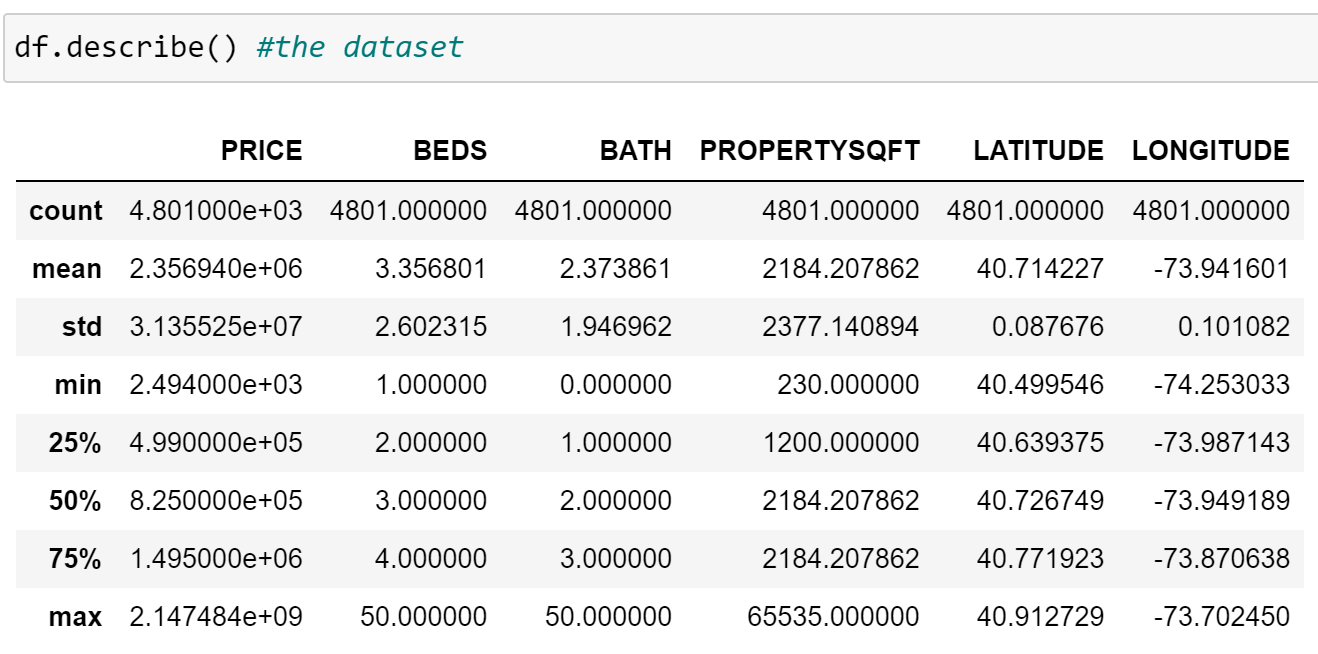 df.describe() #the dataset
PRICE BEDS BATH PROPERTYSQFT LATITUDE LONGITUDE
count 4.801000e+03 4801.000000 4801.000000 4801.000000 4801.000000 4801.000000
mean 2.356940e+06 3.356801 2.373861 2184.207862 40.714227 -73.941601
std 3.135525e+07 2.602315 1.946962 2377.140894 0.087676 0.101082
min 2.494000e+03 1.000000 0.000000 230.000000 40.499546 -74.253033
25% 4.990000e+05 2.000000 1.000000 1200.000000 40.639375 -73.987143
50% 8.250000e+05 3.000000 2.000000 2184.207862 40.726749 -73.949189
75% 1.495000e+06 4.000000 3.000000 2184.207862 40.771923 -73.870638
max 2.147484e+09 50.000000 50.000000 65535.000000 40.912729 -73.702450